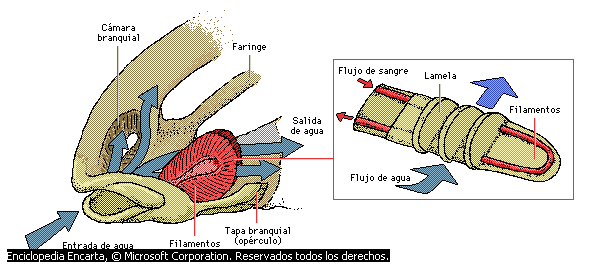 Cámara
branquial
Faringe
Salida
de agua
Entrada de agua
Filamentos
Tapa branquial
(opérculo)
Flujo de sangre
Lamela
Filamentos
Flujo de agua
Enciclopedia Encarta, © Microsoft Corporation. Reservados todos los derechos.